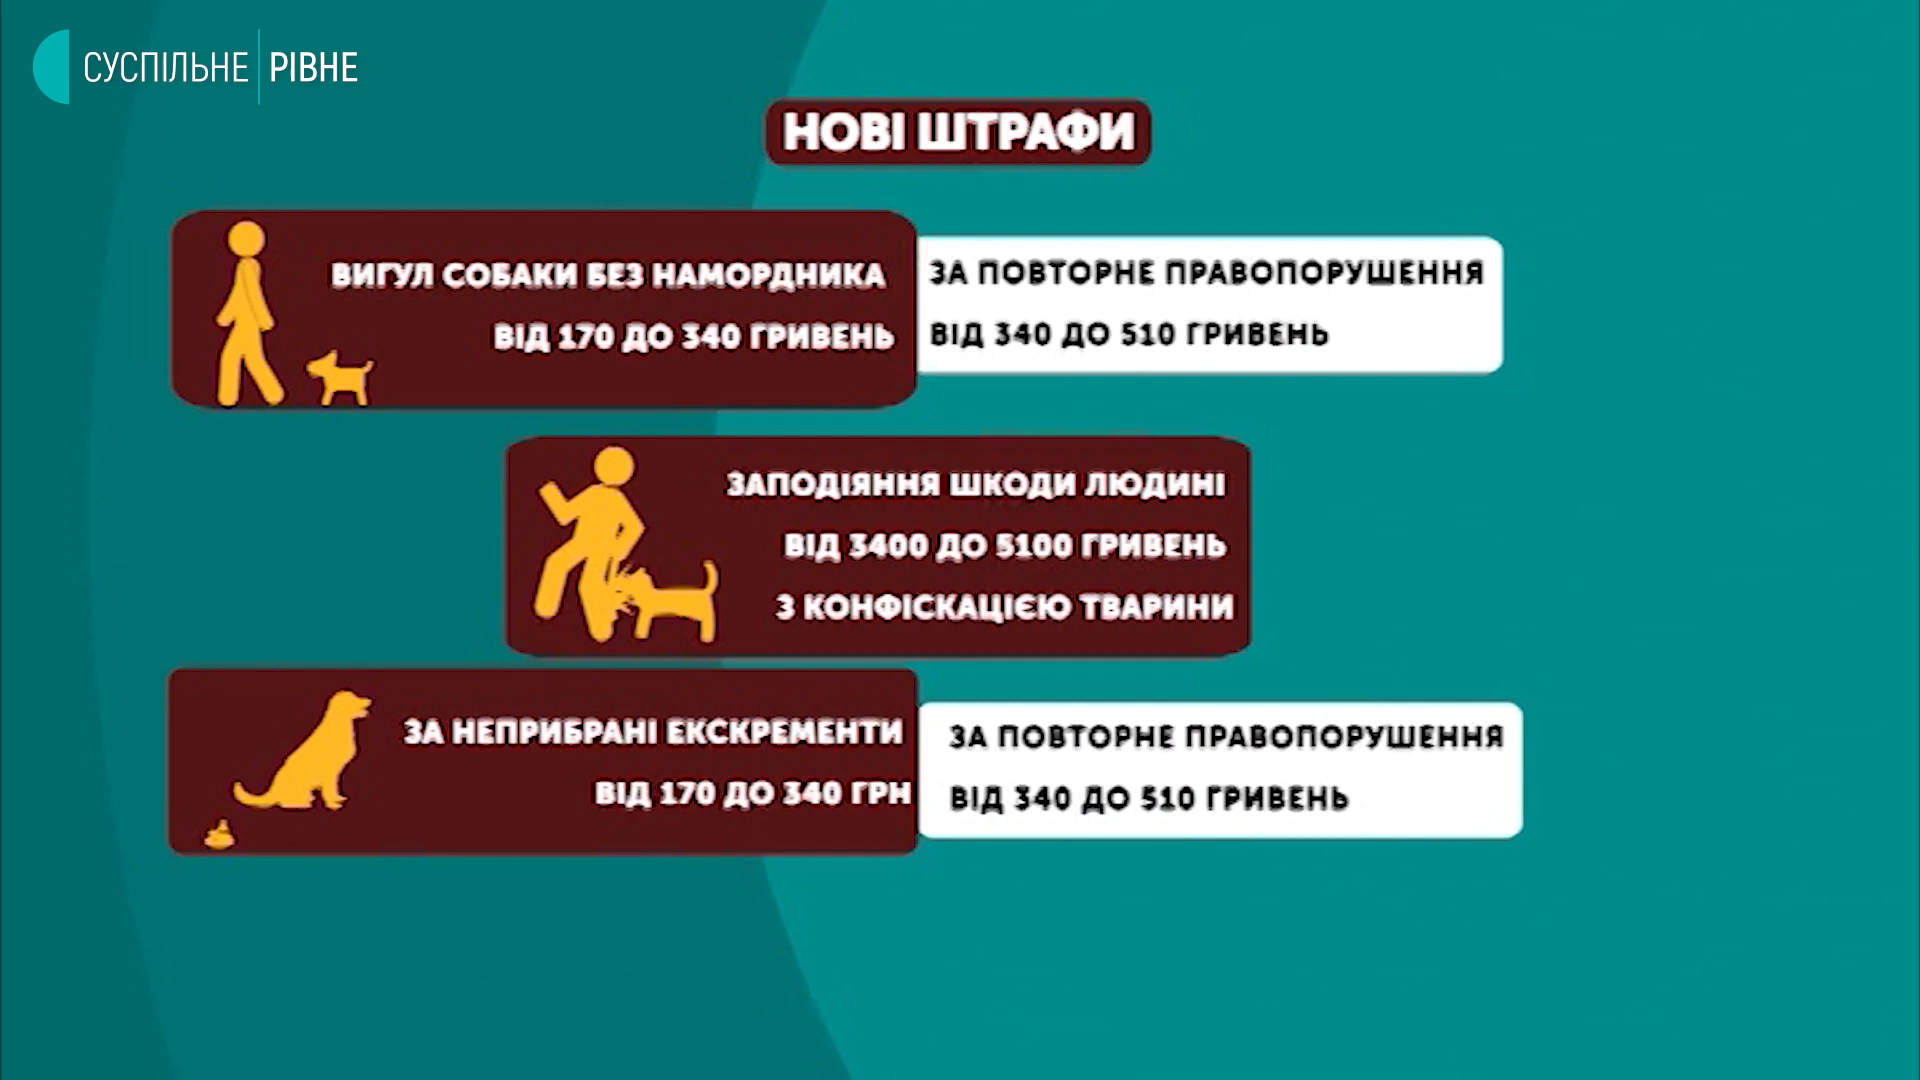 СУСПІЛЬНЕ РІВНЕ
НОВІ ШТРАФИ
ВИГУЛ СОБАКИ БЕЗ НАМОРДНИКА
ВІД 170 ДО 340 ГРИВЕНЬ
ЗА ПОВТОРНЕ ПРАВОПОРУШЕННЯ
ВІД 340 ДО 510 ГРИВЕНЬ
ЗАПОДІЯННЯ ШКОДИ ЛЮДИНІ
ВІД 3400 ДО 5100 ГРИВЕНЬ
З КОНФІСКАЦІЄЮ ТВАРИНИ
ЗА НЕПРИБРАНІ ЕКСКРЕМЕНТИ
ВІД 170 ДО 340 ГРН
ЗА ПОВТОРНЕ ПРАВОПОРУШЕННЯ
ВІД 340 ДО 510 ГРИВЕНЬ